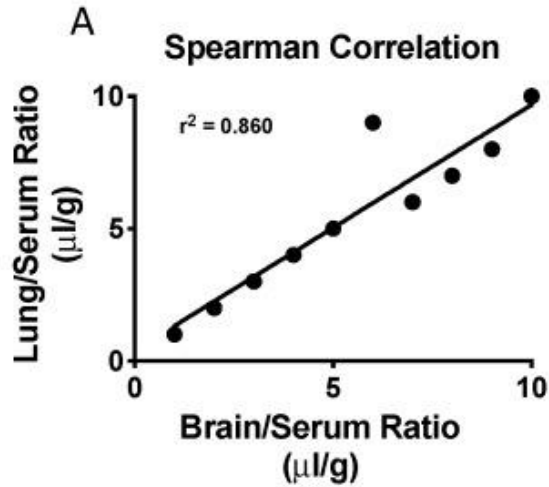 A
Spearman Correlation
r² = 0.860
Lung/Serum Ratio
(µl/g)
10
5
0
0
5
10
Brain/Serum Ratio
(µl/g)